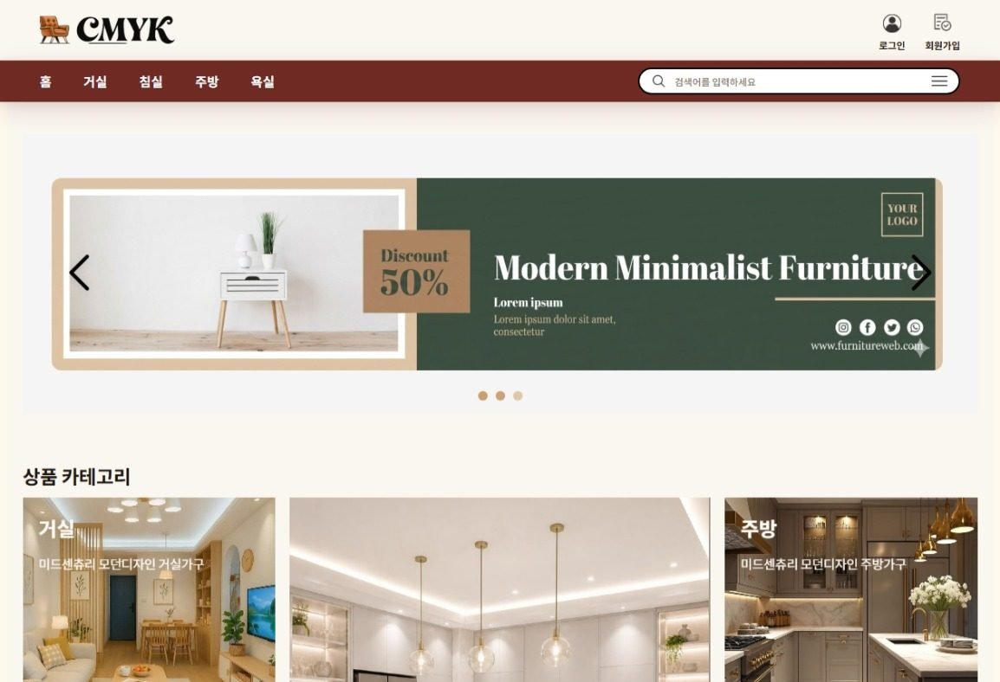 CMYK
로그인
회원가입
홈
거실
침실
주방
욕실
검색어를 입력하세요
Discount
50%
YOUR
LOGO
Modern Minimalist Furniture
Lorem ipsum
Lorem ipsum dolor sit amet,
consectetur
www.furnitureweb.com
상품 카테고리
거실
미드센츄리 모던디자인 거실가구
주방
미드센츄리 모던디자인 주방가구